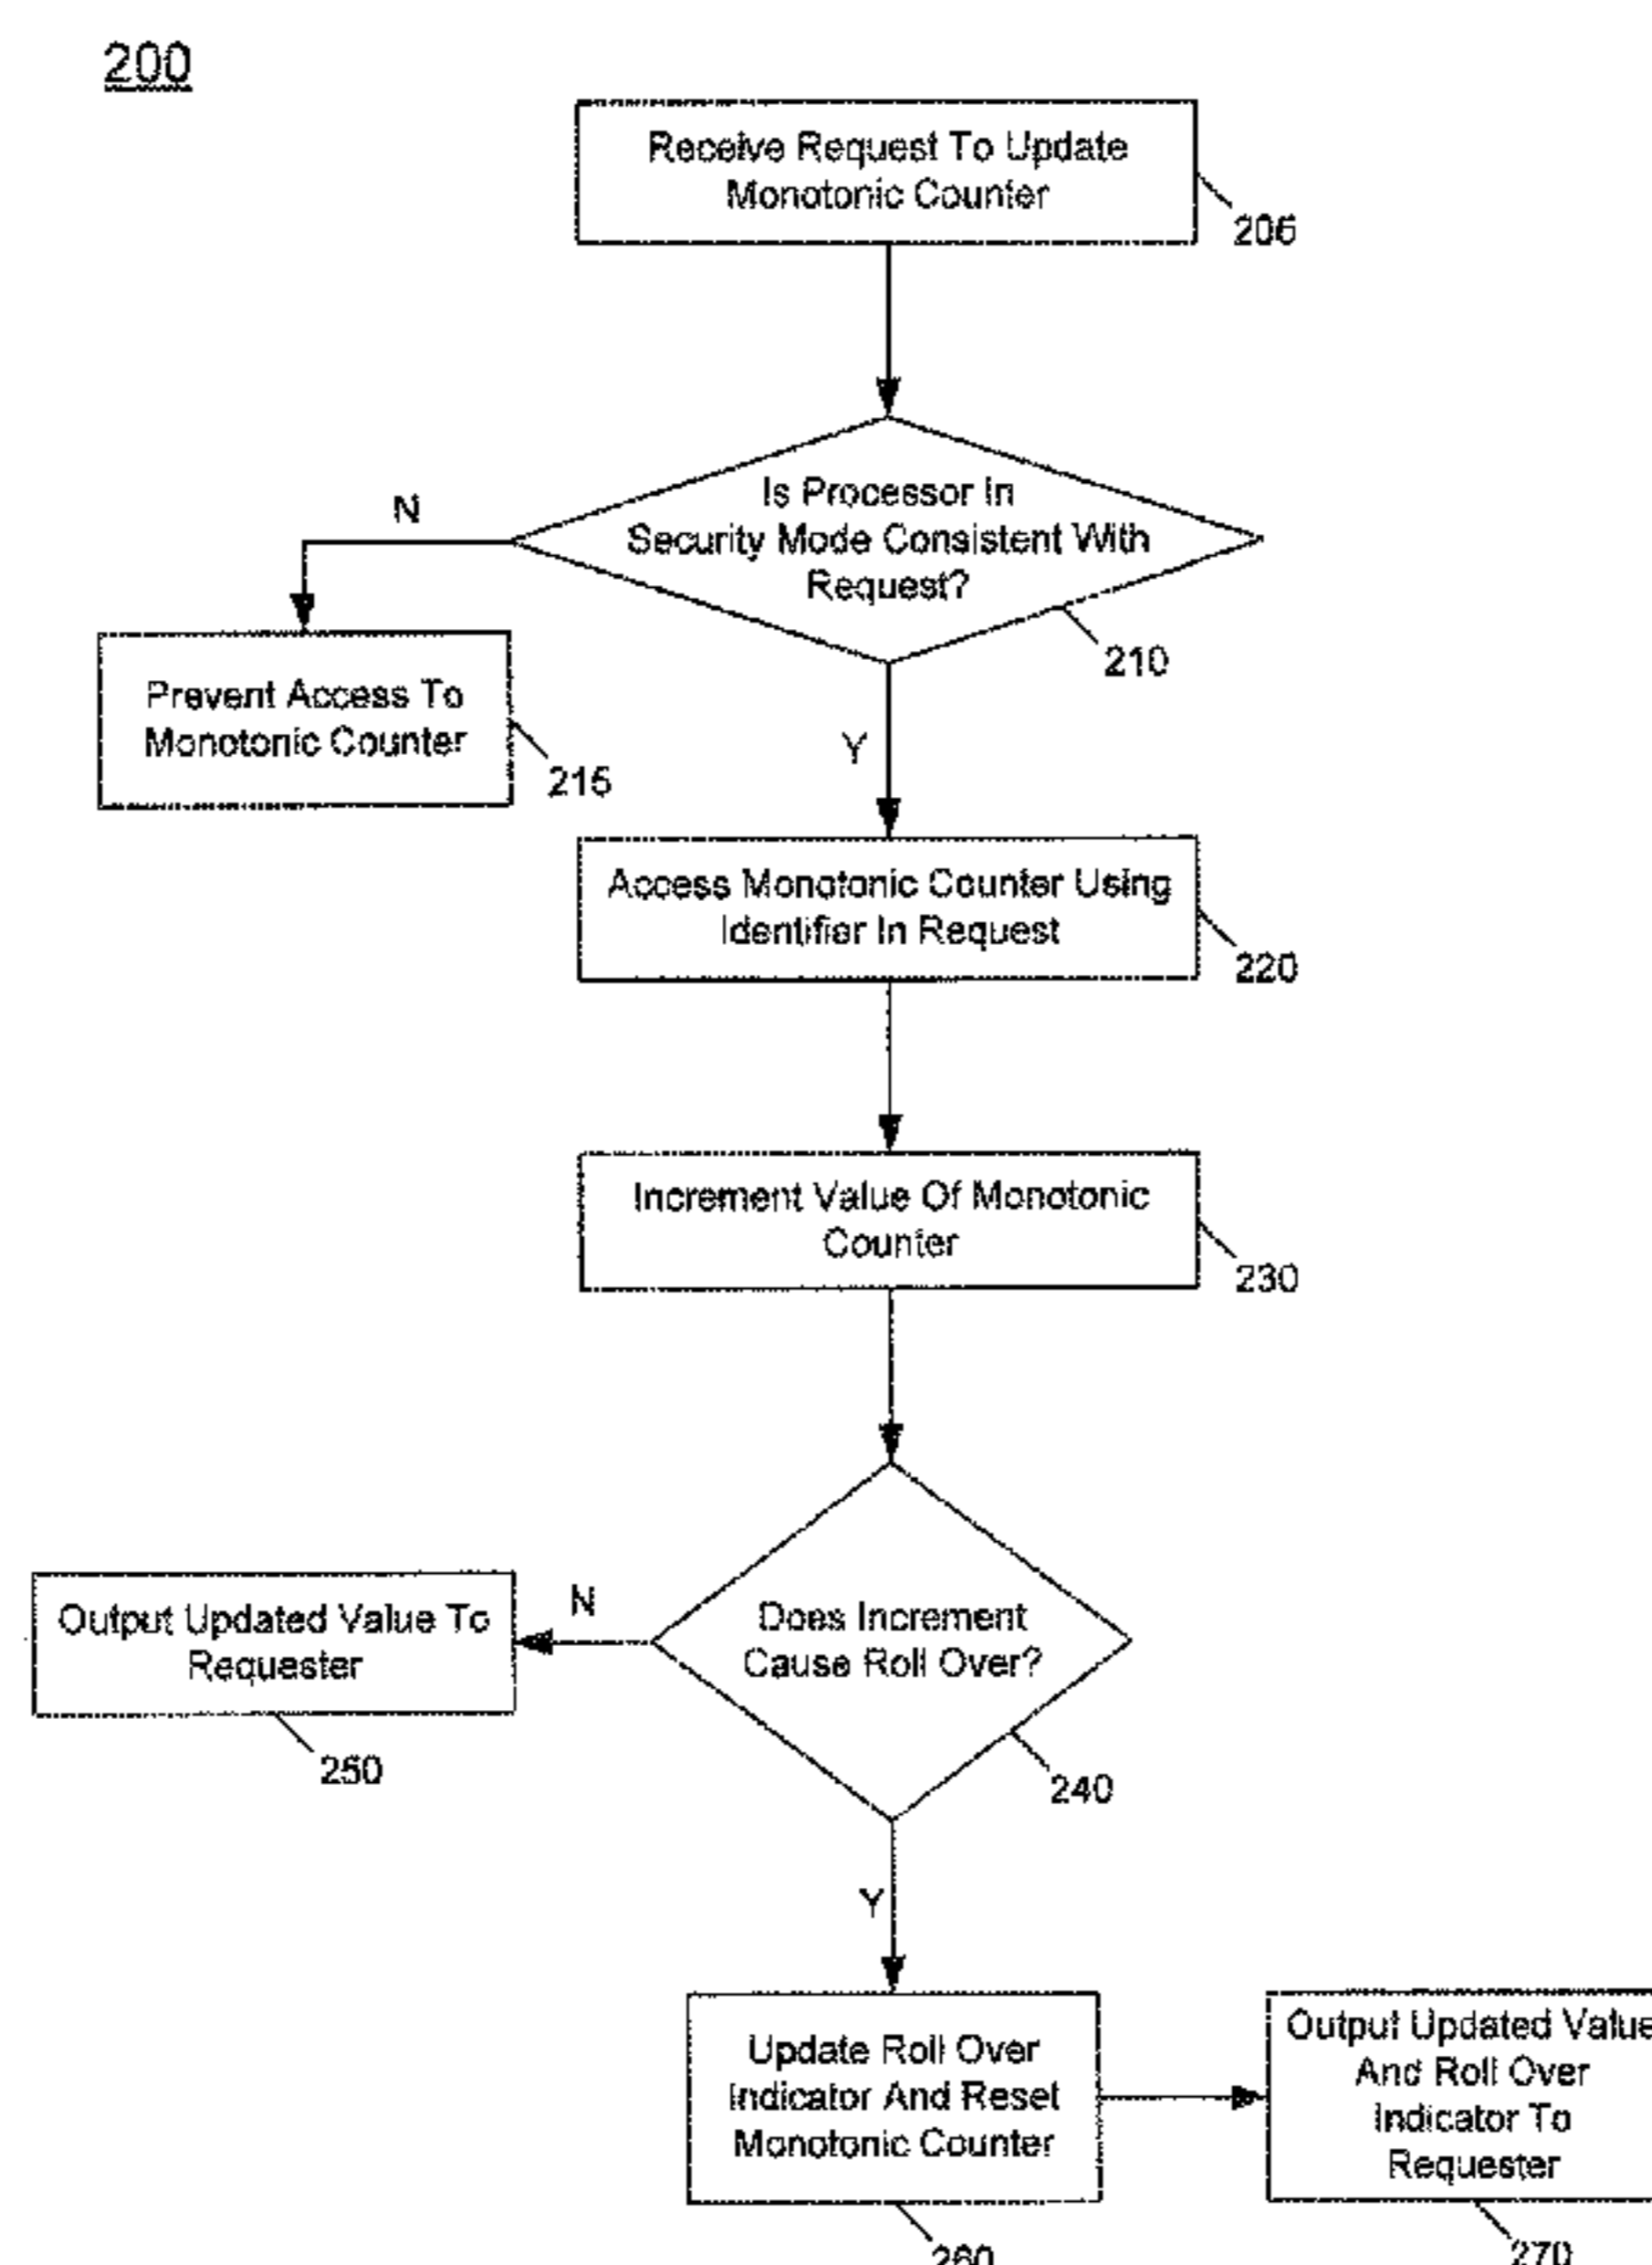 200
Receive Request To Update
Monotonic Counter
205
Is Processor In
Security Mode Consistent With
Request?
N
210
Prevent Access To
Monotonic Counter
215
Y
Access Monotonic Counter Using
Identifier In Request
220
Increment Value Of Monotonic
Counter
230
Does Increment
Cause Roll Over?
N
Output Updated Value To
Requester
250
240
Y
Update Roll Over
Indicator And Reset
Monotonic Counter
260
Output Updated Value
And Roll Over
Indicator To
Requester
270